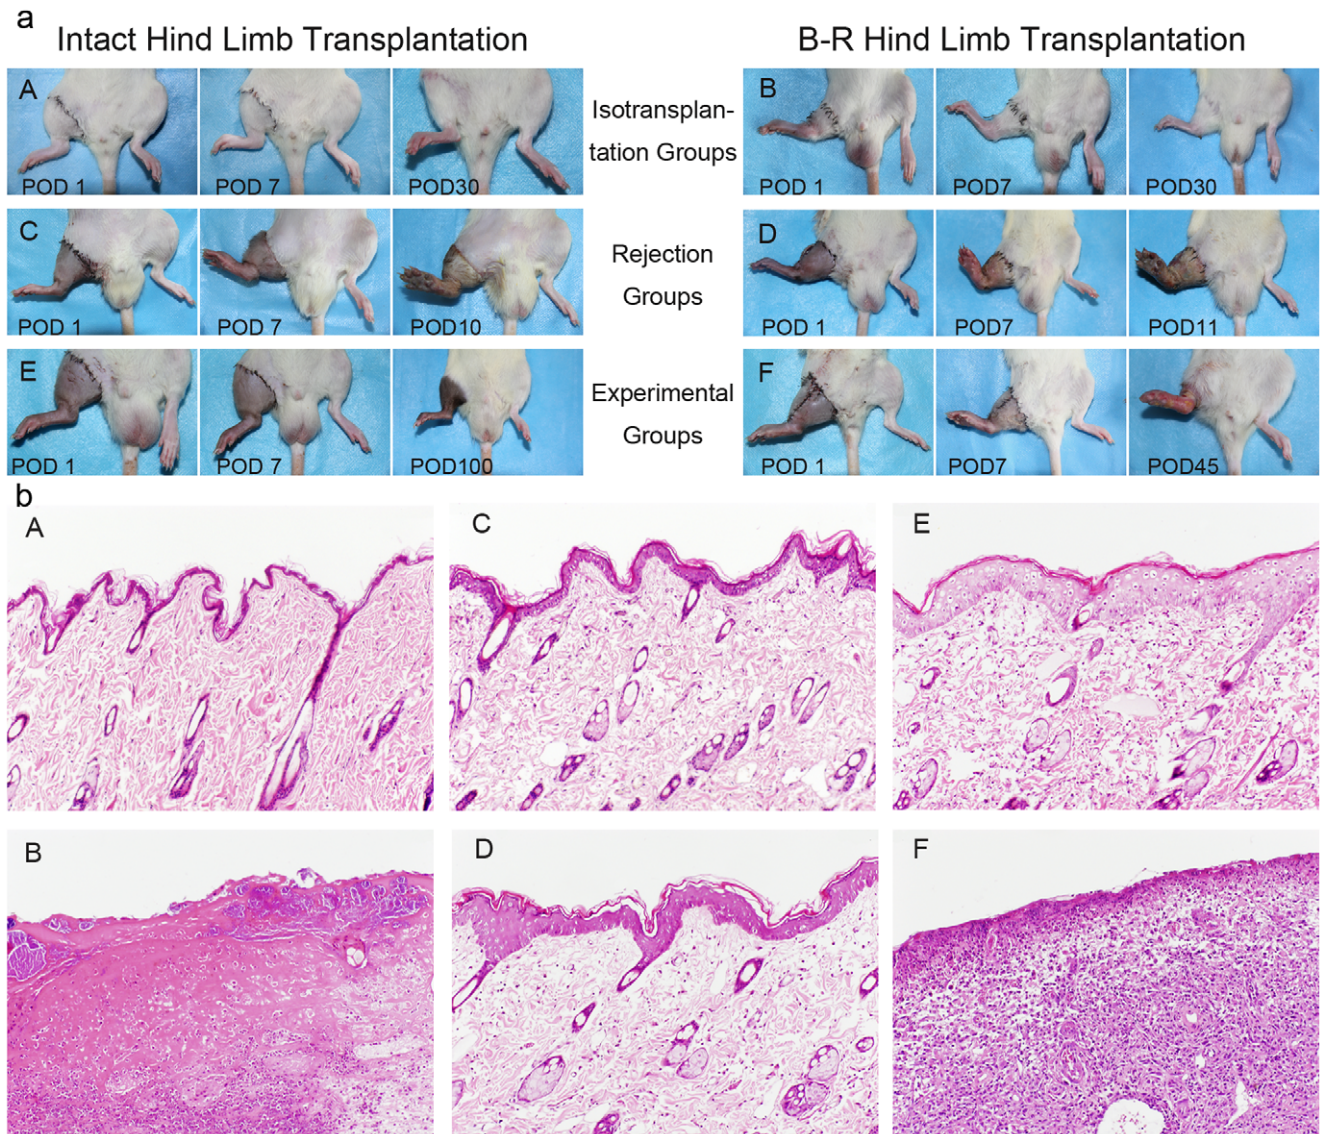 a
Intact Hind Limb Transplantation
B-R Hind Limb Transplantation
A
POD 1
POD 7
POD30
Isotransplan-
tation Groups
B
POD 1
POD7
POD30
C
POD 1
POD 7
POD10
Rejection
Groups
D
POD 1
POD7
POD11
E
POD 1
POD 7
POD100
Experimental
Groups
F
POD 1
POD7
POD45
b
A
C
E
B
D
F